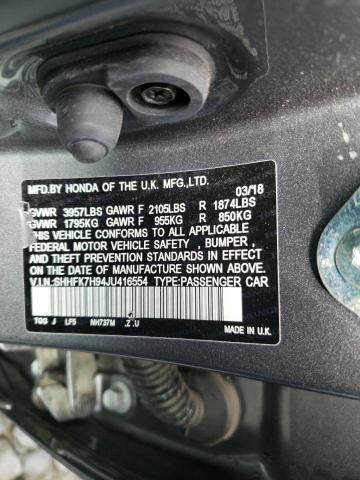 MFD.BY HONDA OF THE U.K.MFG.,LTD.
03/18
GVWR 3957LBS GAWR F 2105LBS R 1874LBS
GVWR 1795KG GAWR F 955KG R 850KG
THIS VEHICLE CONFORMS TO ALL APPLICABLE
FEDERAL MOTOR VEHICLE SAFETY , BUMPER ,
AND THEFT PREVENTION STANDARDS IN EFFECT
ON THE DATE OF MANUFACTURE SHOWN ABOVE.
V.I.N.:SHHFK7H94JU416554 TYPE:PASSENGER CAR
TGG J LF5 NH737M .Z .U
MADE IN U.K.